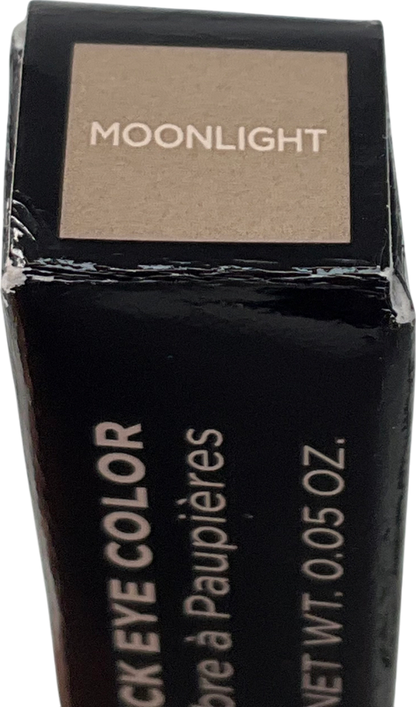 MOONLIGHT
CK EYE COLOR
bre à Paupières
NET WT. 0.05 OZ.